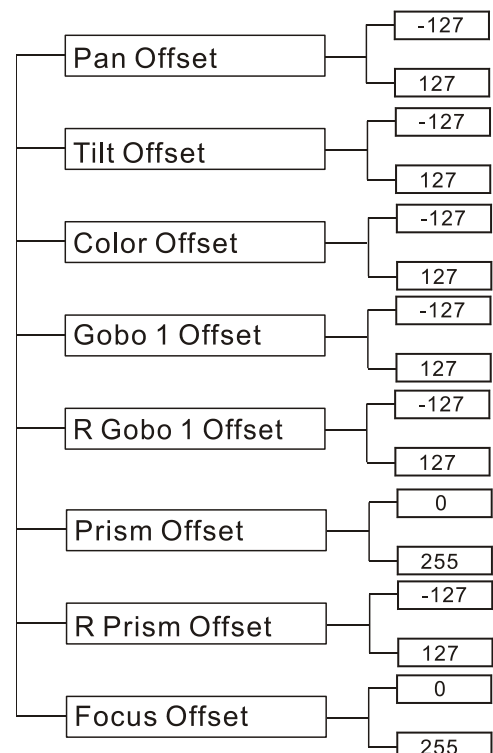 -127
Pan Offset
127
-127
Tilt Offset
127
-127
Color Offset
127
-127
Gobo 1 Offset
127
-127
R Gobo 1 Offset
127
0
Prism Offset
255
-127
R Prism Offset
127
0
Focus Offset
255